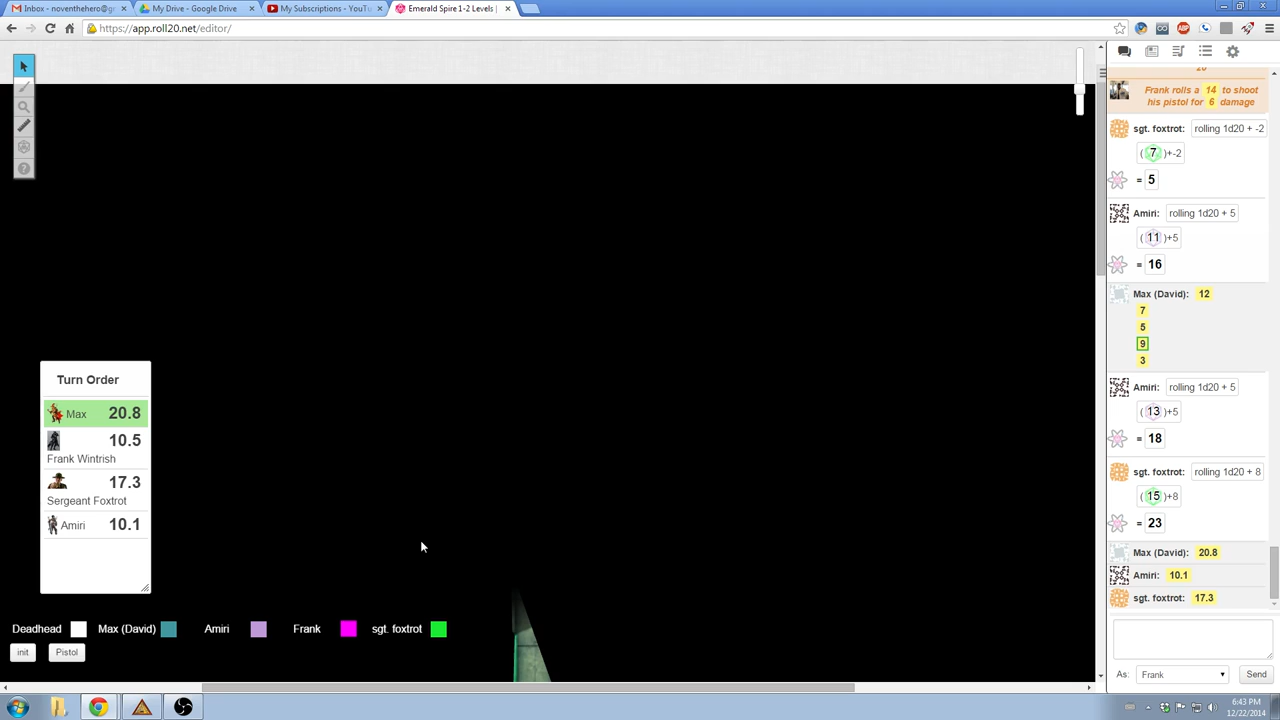 Inbox - noventhehero@g
My Drive - Google Drive
My Subscriptions - YouTu
Emerald Spire 1-2 Levels |
https://app.roll20.net/editor/
20
Frank rolls a 14 to shoot
his pistol for 6 damage
sgt. foxtrot: rolling 1d20 + -2
(7)+-2
= 5
Amiri: rolling 1d20 + 5
(11)+5
= 16
Max (David): 12
7
5
9
3
Amiri: rolling 1d20 + 5
(13)+5
= 18
sgt. foxtrot: rolling 1d20 + 8
(15)+8
= 23
Max (David): 20.8
Amiri: 10.1
sgt. foxtrot: 17.3
As: Frank Send
Turn Order
Max 20.8
10.5
Frank Wintrish
17.3
Sergeant Foxtrot
Amiri 10.1
Deadhead Max (David) Amiri Frank sgt. foxtrot
init Pistol
6:43 PM
12/22/2014